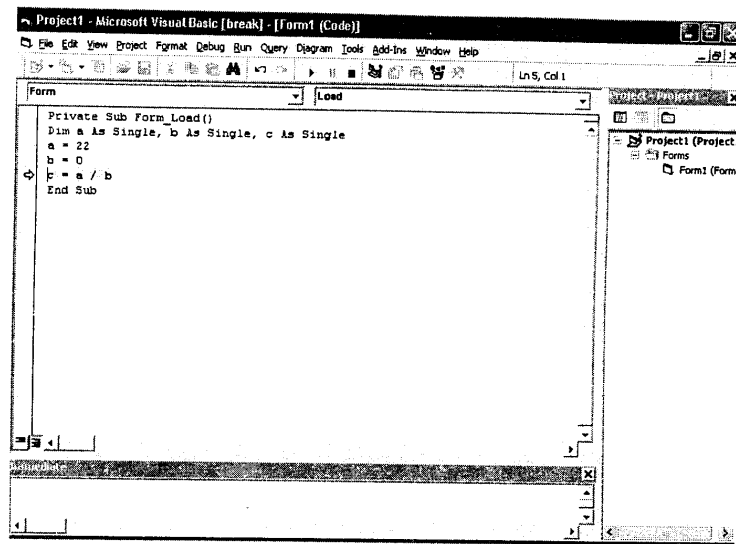 Project1 - Microsoft Visual Basic [break] - [Form1 (Code)]
File Edit View Project Format Debug Run Query Diagram Tools Add-Ins Window Help
Ln 5, Col 1
Form
Load
Private Sub Form_Load()
Dim a As Single, b As Single, c As Single
a = 22
b = 0
c = a / b
End Sub
Project - Project1
Project1 (Project
Forms
Form1 (Form
Immediate